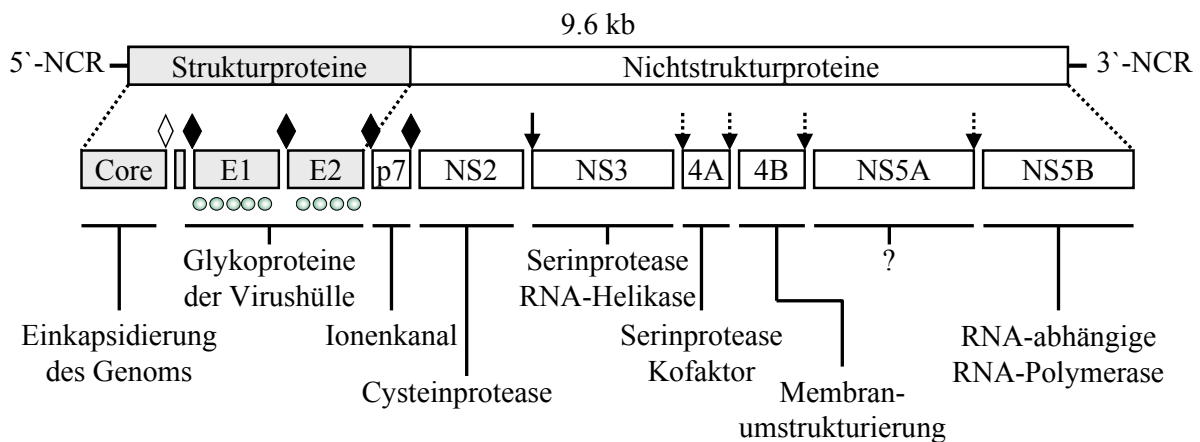 9.6 kb
5`-NCR
Strukturproteine
Nichtstrukturproteine
3`-NCR
Core
E1
E2
p7
NS2
NS3
4A
4B
NS5A
NS5B
Glykoproteine
der Virushülle
Serinprotease
RNA-Helikase
?
Einkapsidierung
des Genoms
Ionenkanal
Serinprotease
Kofaktor
RNA-abhängige
RNA-Polymerase
Cysteinprotease
Membran-
umstrukturierung